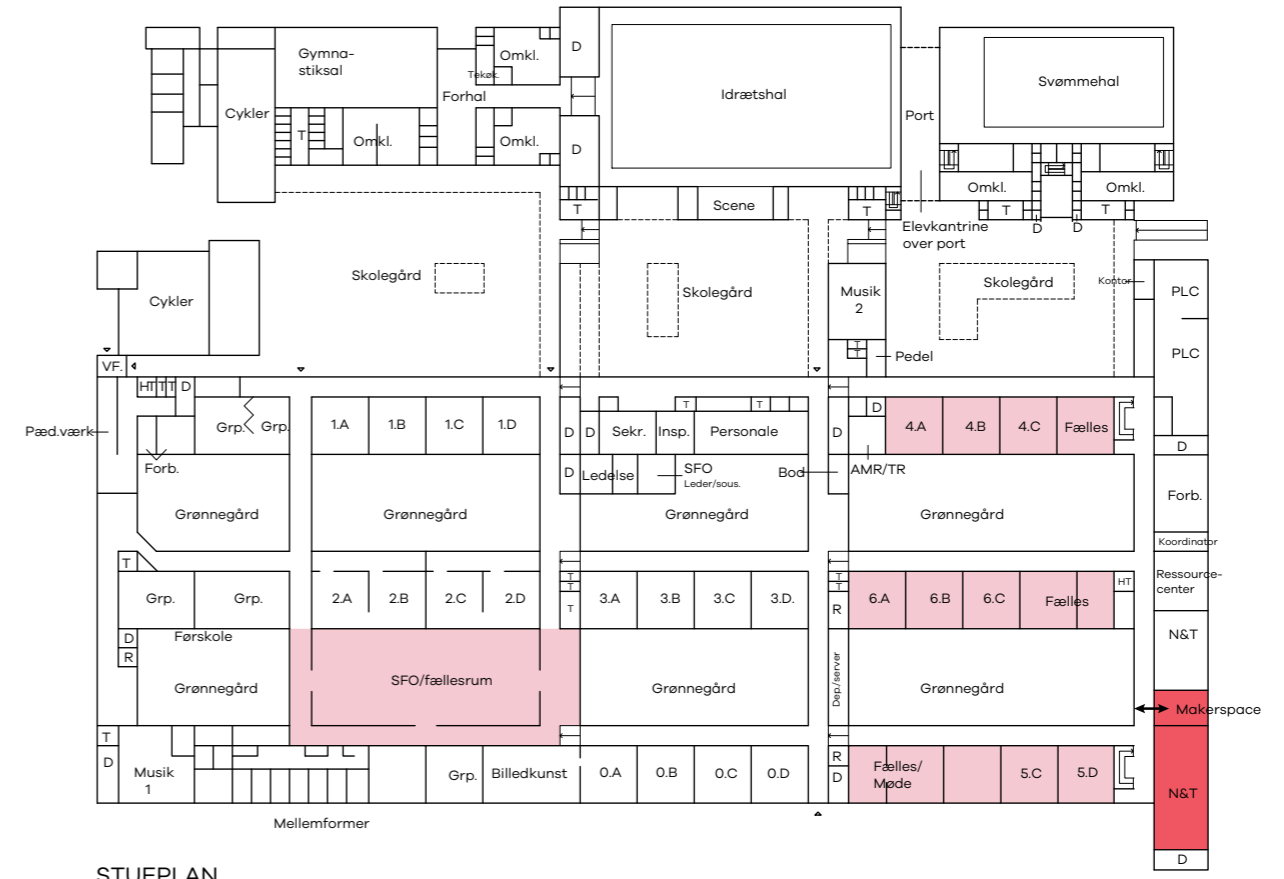 Gymna-
stiksal
Omkl.
D
Tekøk.
Forhal
Cykler
T
Omkl.
Omkl.
D
Idrætshal
Port
Svømmehal
Omkl.
Omkl.
T
Scene
T
T
T
D
D
Elevkantrine
over port
Skolegård
Skolegård
Skolegård
Kontor
PLC
Cykler
Musik
2
T
T
Pedel
PLC
VF.
HT
T
T
D
Pæd.værk
Grp.
Grp.
1.A
1.B
1.C
1.D
D
D
Sekr.
T
Insp.
T
Personale
D
D
4.A
4.B
4.C
Fælles
D
Forb.
D
Ledelse
SFO
Leder/sous.
Bod
AMR/TR
Forb.
Grønnegård
Grønnegård
Grønnegård
Grønnegård
Koordinator
T
T
T
T
T
T
HT
Ressource-
center
Grp.
Grp.
2.A
2.B
2.C
2.D
3.A
3.B
3.C
3.D.
R
6.A
6.B
6.C
Fælles
D
Førskole
R
N&T
Grønnegård
SFO/fællesrum
Grønnegård
Dep/server
Grønnegård
Makerspace
T
D
Musik
1
Grp.
Billedkunst
0.A
0.B
0.C
0.D
R
D
Fælles/
Møde
5.C
5.D
N&T
Mellemformer
D
STUEPLAN